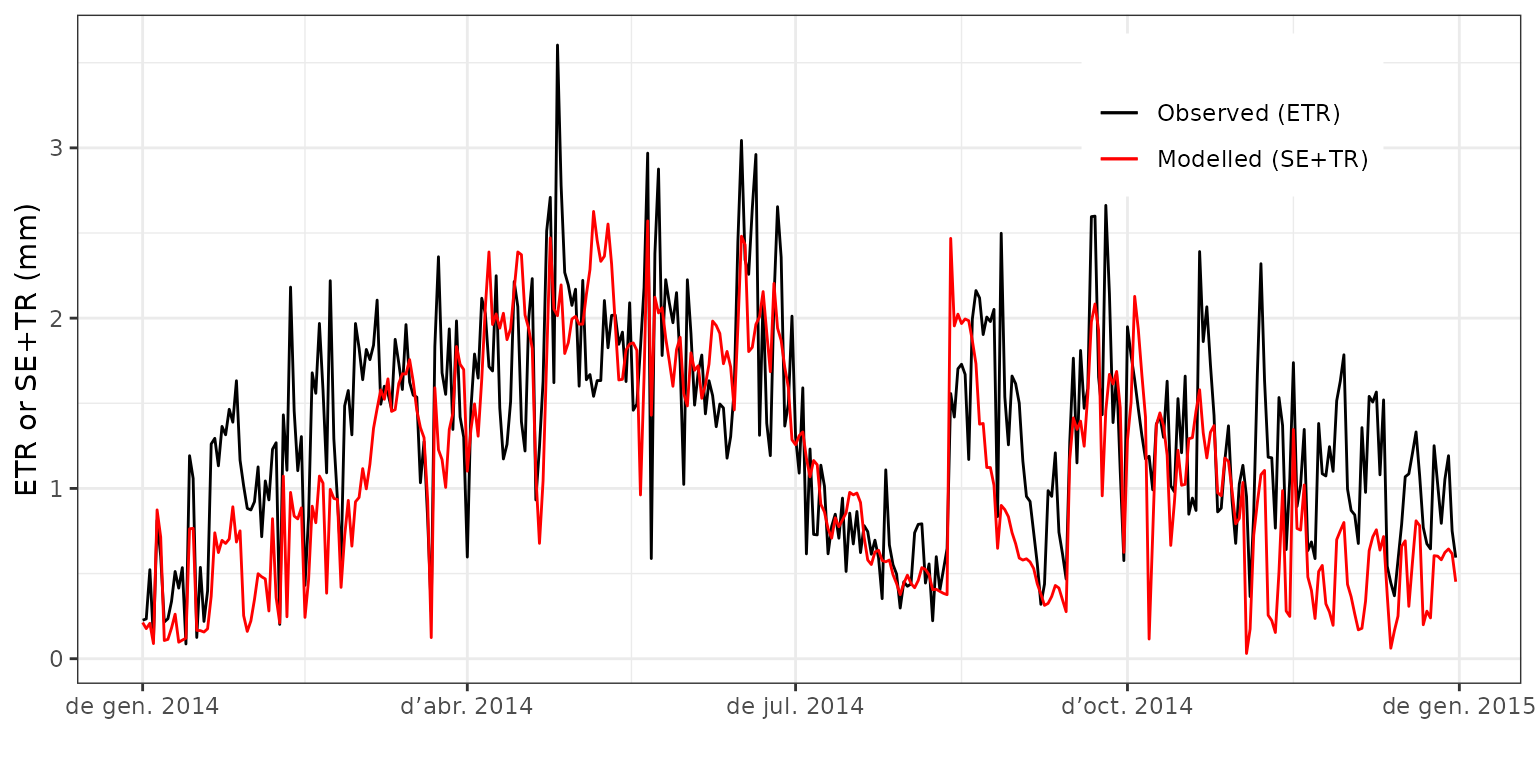 ETR or SE+TR (mm)
3
2
1
0
Observed (ETR)
Modelled (SE+TR)
de gen. 2014
d’abr. 2014
de jul. 2014
d’oct. 2014
de gen. 2015